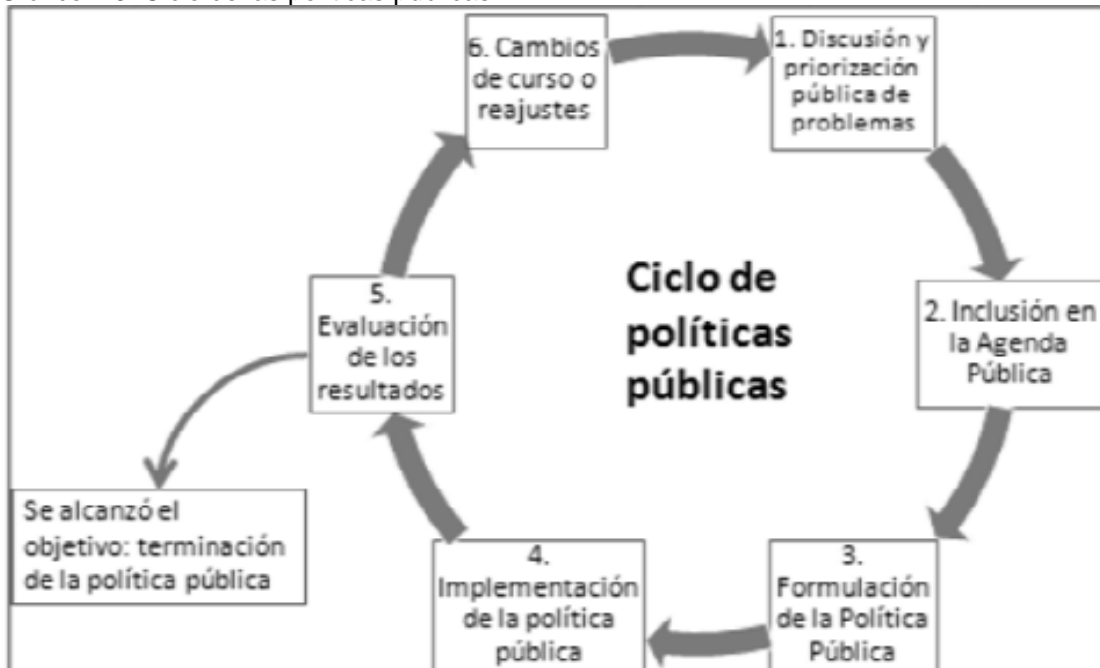 6. Cambios
de curso o
reajustes
1. Discusión y
priorización
pública de
problemas
Ciclo de
políticas
públicas
2. Inclusión en
la Agenda
Pública
3.
Formulación
de la Política
Pública
4.
Implementación
de la política
pública
5.
Evaluación
de los
resultados
Se alcanzó el
objetivo: terminación
de la política pública